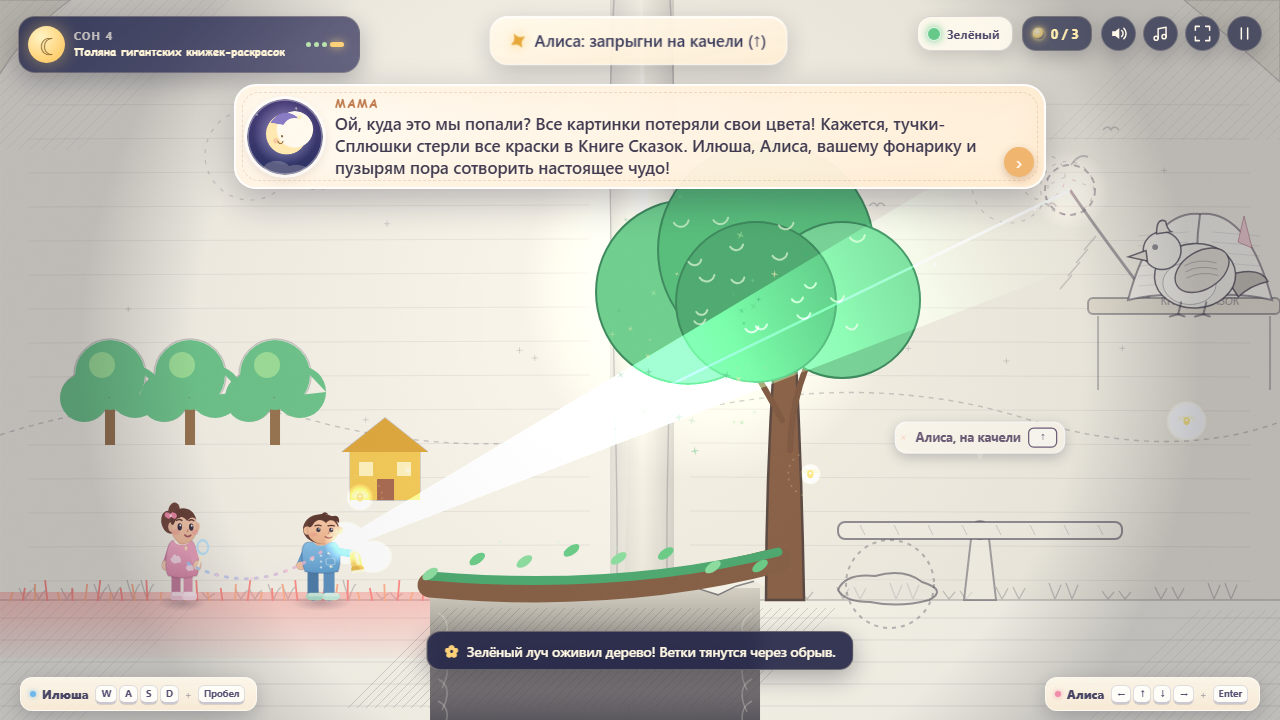 СОН 4
Поляна гигантских книжек-раскрасок
Алиса: запрыгни на качели (↑)
Зелёный
0 / 3
МАМА
Ой, куда это мы попали? Все картинки потеряли свои цвета! Кажется, тучки-
Сплюшки стерли все краски в Книге Сказок. Илюша, Алиса, вашему фонарику и
пузырям пора сотворить настоящее чудо!
›
Алиса, на качели ↑
Зелёный луч оживил дерево! Ветки тянутся через обрыв.
Илюша W A S D + Пробел
Алиса ← ↑ ↓ → + Enter